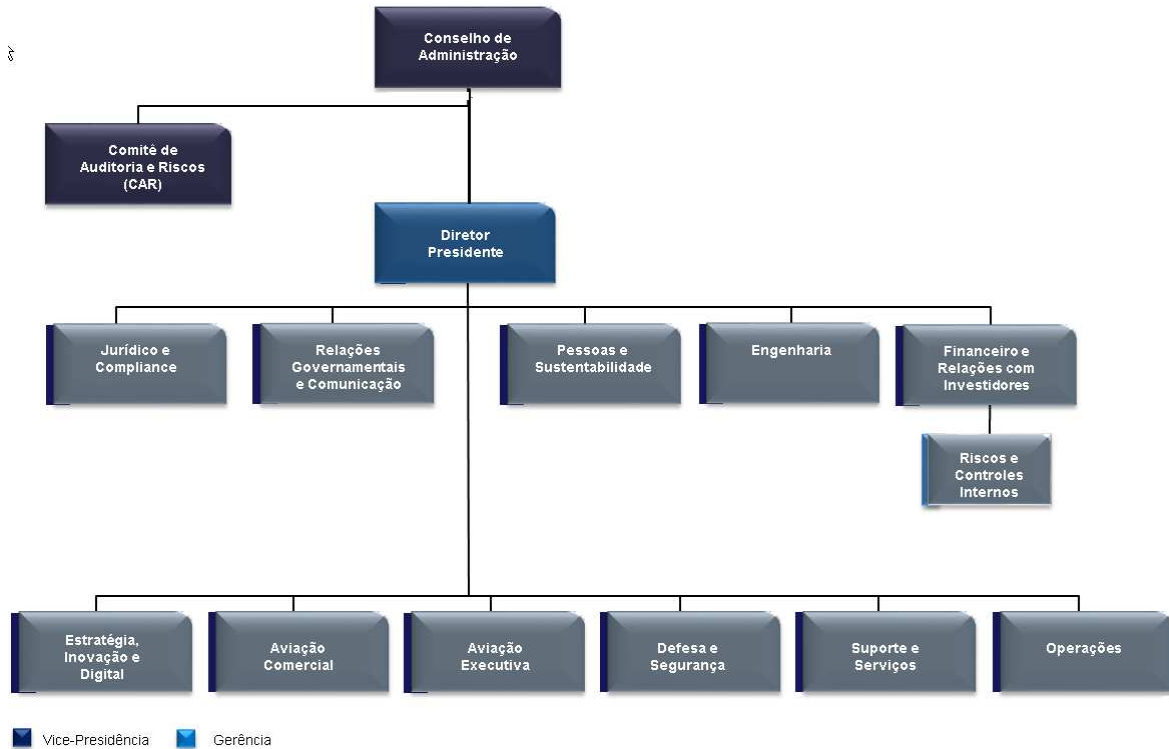 Conselho de
Administração
Comitê de
Auditoria e Riscos
(CAR)
Diretor
Presidente
Jurídico e
Compliance
Relações
Governamentais
e Comunicação
Pessoas e
Sustentabilidade
Engenharia
Financeiro e
Relações com
Investidores
Riscos e
Controles
Internos
Estratégia,
Inovação e
Digital
Aviação
Comercial
Aviação
Executiva
Defesa e
Segurança
Suporte e
Serviços
Operações
Vice-Presidência
Gerência